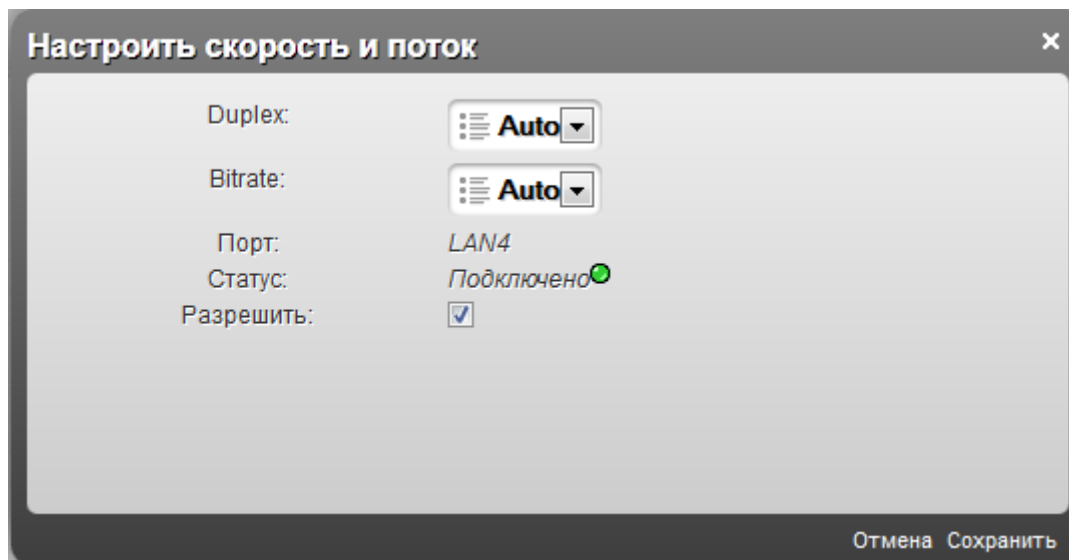 Настроить скорость и поток
Duplex: Auto
Bitrate: Auto
Порт: LAN4
Статус: Подключено
Разрешить:
Отмена Сохранить